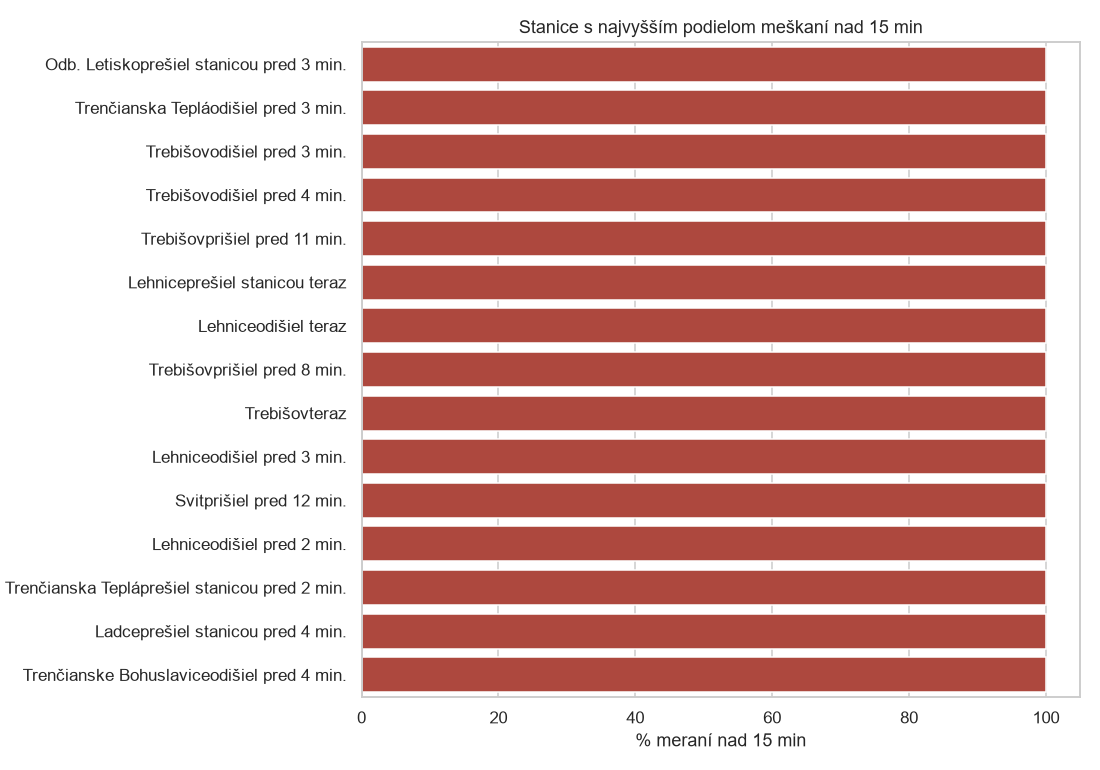 Stanice s najvyšším podielom meškaní nad 15 min
Odb. Letiskoprešiel stanicou pred 3 min.
Trenčianska Tepláodišiel pred 3 min.
Trebišovodišiel pred 3 min.
Trebišovodišiel pred 4 min.
Trebišovprišiel pred 11 min.
Lehniceprešiel stanicou teraz
Lehniceodišiel teraz
Trebišovprišiel pred 8 min.
Trebišovteraz
Lehniceodišiel pred 3 min.
Svitprišiel pred 12 min.
Lehniceodišiel pred 2 min.
Trenčianska Tepláprešiel stanicou pred 2 min.
Ladceprešiel stanicou pred 4 min.
Trenčianske Bohuslaviceodišiel pred 4 min.
0 20 40 60 80 100
% meraní nad 15 min